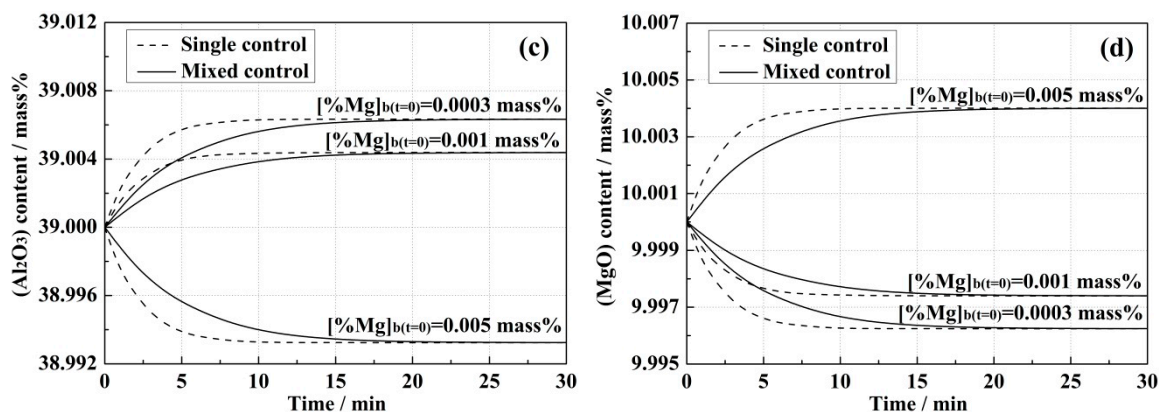 39.012
39.008
39.004
39.000
38.996
38.992
(Al₂O₃) content / mass%
Single control
Mixed control
(c)
[%Mg]b(t=0)=0.0003 mass%
[%Mg]b(t=0)=0.001 mass%
[%Mg]b(t=0)=0.005 mass%
0 5 10 15 20 25 30
Time / min
10.007
10.005
10.003
10.001
9.999
9.997
9.995
(MgO) content / mass%
Single control
Mixed control
(d)
[%Mg]b(t=0)=0.005 mass%
[%Mg]b(t=0)=0.001 mass%
[%Mg]b(t=0)=0.0003 mass%
0 5 10 15 20 25 30
Time / min